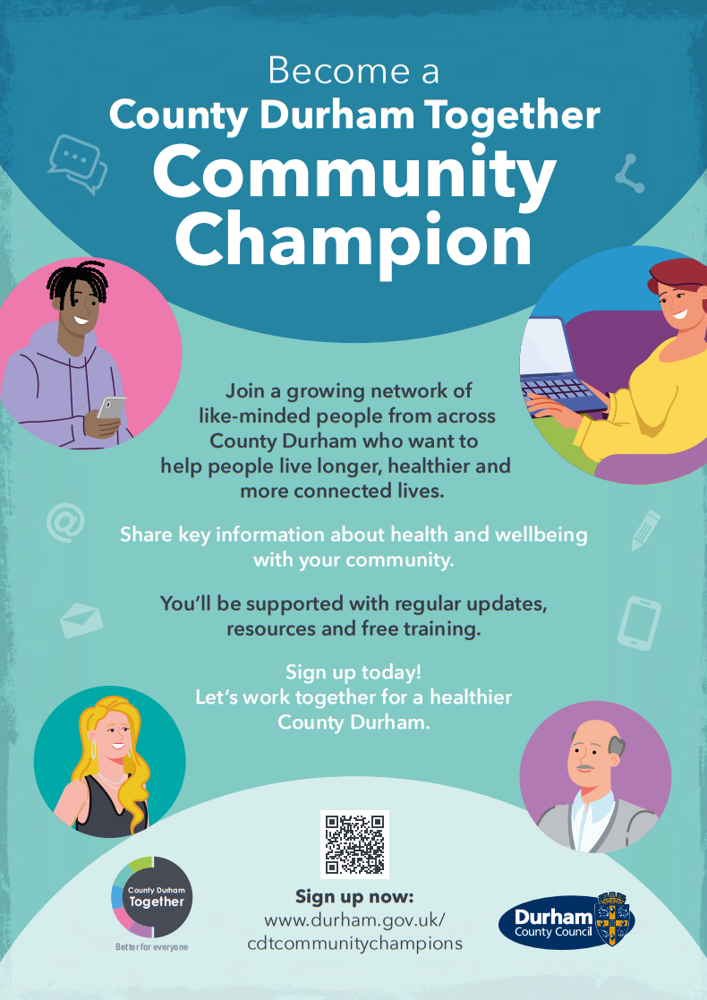 Become a
County Durham Together
Community
Champion
Join a growing network of
like-minded people from across
County Durham who want to
help people live longer, healthier and
more connected lives.
Share key information about health and wellbeing
with your community.
You’ll be supported with regular updates,
resources and free training.
Sign up today!
Let’s work together for a healthier
County Durham.
County Durham
Together
Better for everyone
Sign up now:
www.durham.gov.uk/
cdtcommunitychampions
Durham
County Council